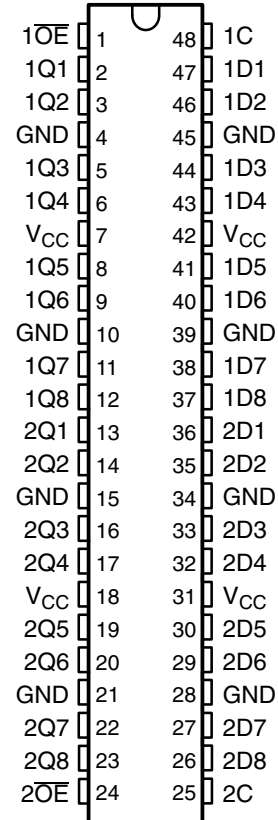 1O̅E̅ 1 48 1C
1Q1 2 47 1D1
1Q2 3 46 1D2
GND 4 45 GND
1Q3 5 44 1D3
1Q4 6 43 1D4
VCC 7 42 VCC
1Q5 8 41 1D5
1Q6 9 40 1D6
GND 10 39 GND
1Q7 11 38 1D7
1Q8 12 37 1D8
2Q1 13 36 2D1
2Q2 14 35 2D2
GND 15 34 GND
2Q3 16 33 2D3
2Q4 17 32 2D4
VCC 18 31 VCC
2Q5 19 30 2D5
2Q6 20 29 2D6
GND 21 28 GND
2Q7 22 27 2D7
2Q8 23 26 2D8
2O̅E̅ 24 25 2C